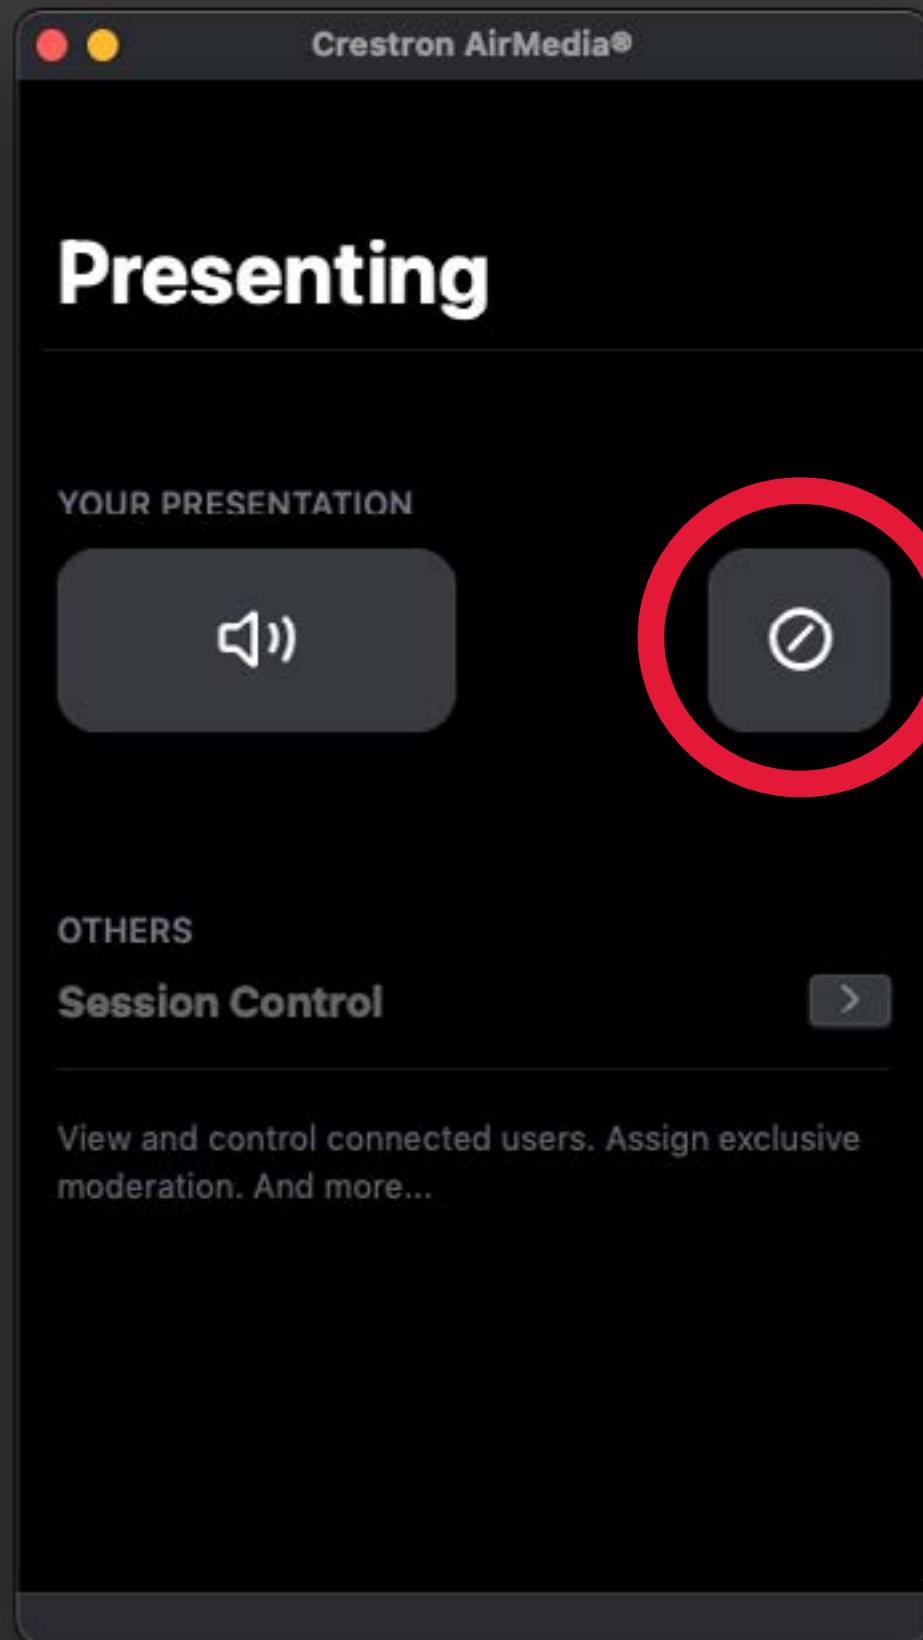 Crestron AirMedia®
Presenting
YOUR PRESENTATION
OTHERS
Session Control
View and control connected users. Assign exclusive
moderation. And more...